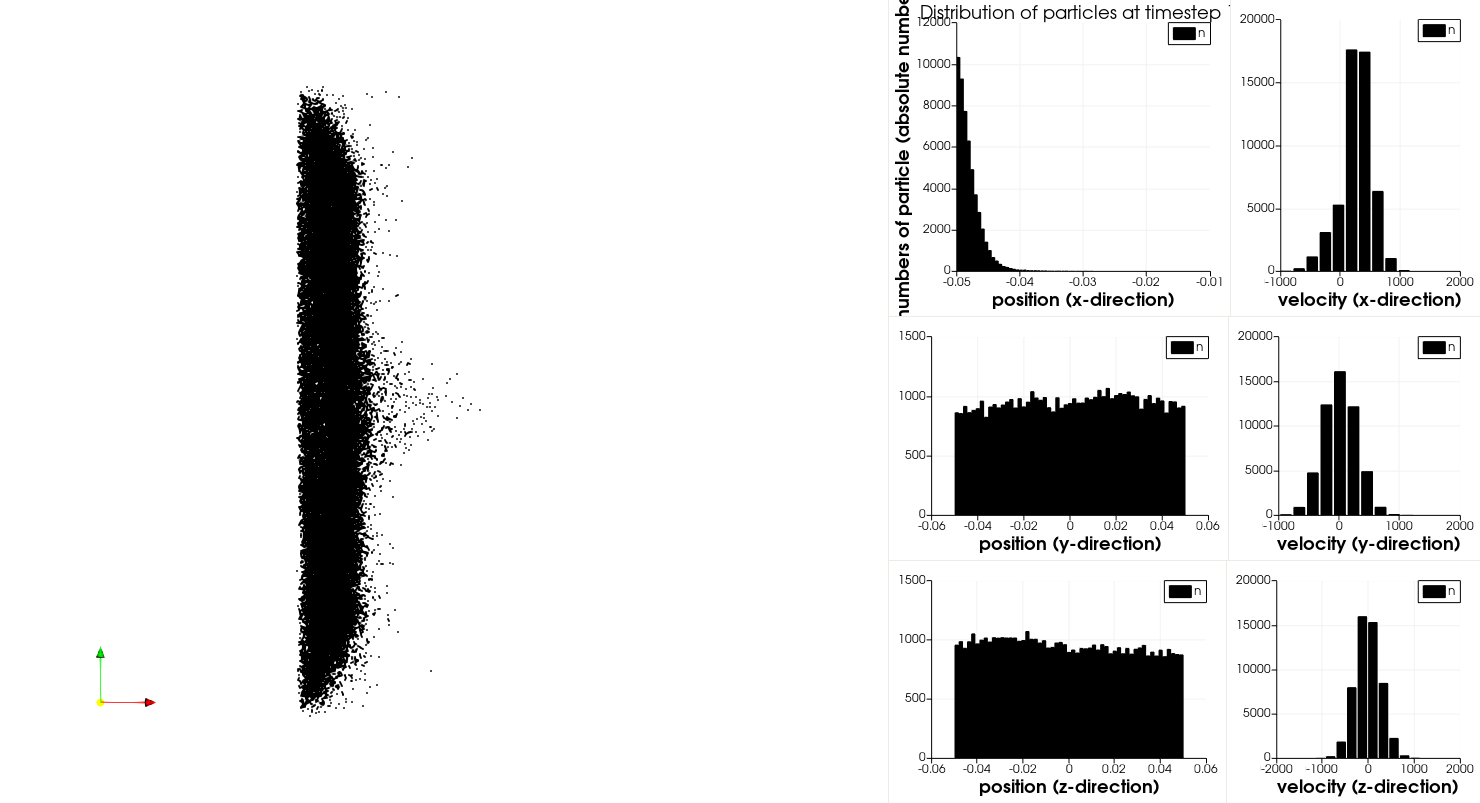 Distribution of particles at timestep
numbers of particle (absolute numbe
12000
10000
8000
6000
4000
2000
0
-0.05 -0.04 -0.03 -0.02 -0.01
position (x-direction)
n
20000
15000
10000
5000
0
-1000 0 1000 2000
velocity (x-direction)
n
1500
1000
500
0
-0.06 -0.04 -0.02 0 0.02 0.04 0.06
position (y-direction)
n
20000
15000
10000
5000
0
-1000 0 1000 2000
velocity (y-direction)
n
1500
1000
500
0
-0.06 -0.04 -0.02 0 0.02 0.04 0.06
position (z-direction)
n
20000
15000
10000
5000
0
-2000 -1000 0 1000 2000
velocity (z-direction)
n